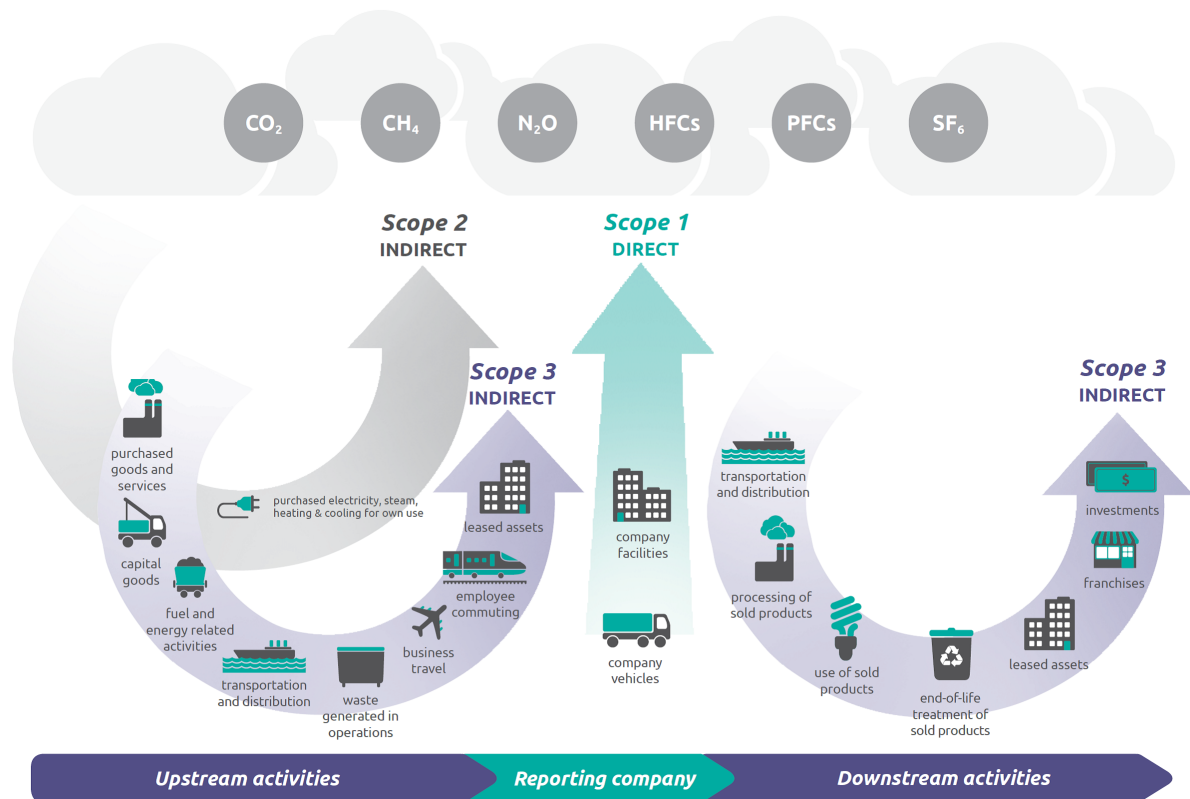 CO₂
CH₄
N₂O
HFCs
PFCs
SF₆
Scope 2
INDIRECT
Scope 1
DIRECT
Scope 3
INDIRECT
Scope 3
INDIRECT
purchased
goods and
services
capital
goods
fuel and
energy related
activities
transportation
and distribution
waste
generated in
operations
business
travel
employee
commuting
leased assets
purchased electricity, steam,
heating & cooling for own use
company
facilities
company
vehicles
transportation
and distribution
processing of
sold products
use of sold
products
end-of-life
treatment of
sold products
leased assets
franchises
$
investments
Upstream activities
Reporting company
Downstream activities